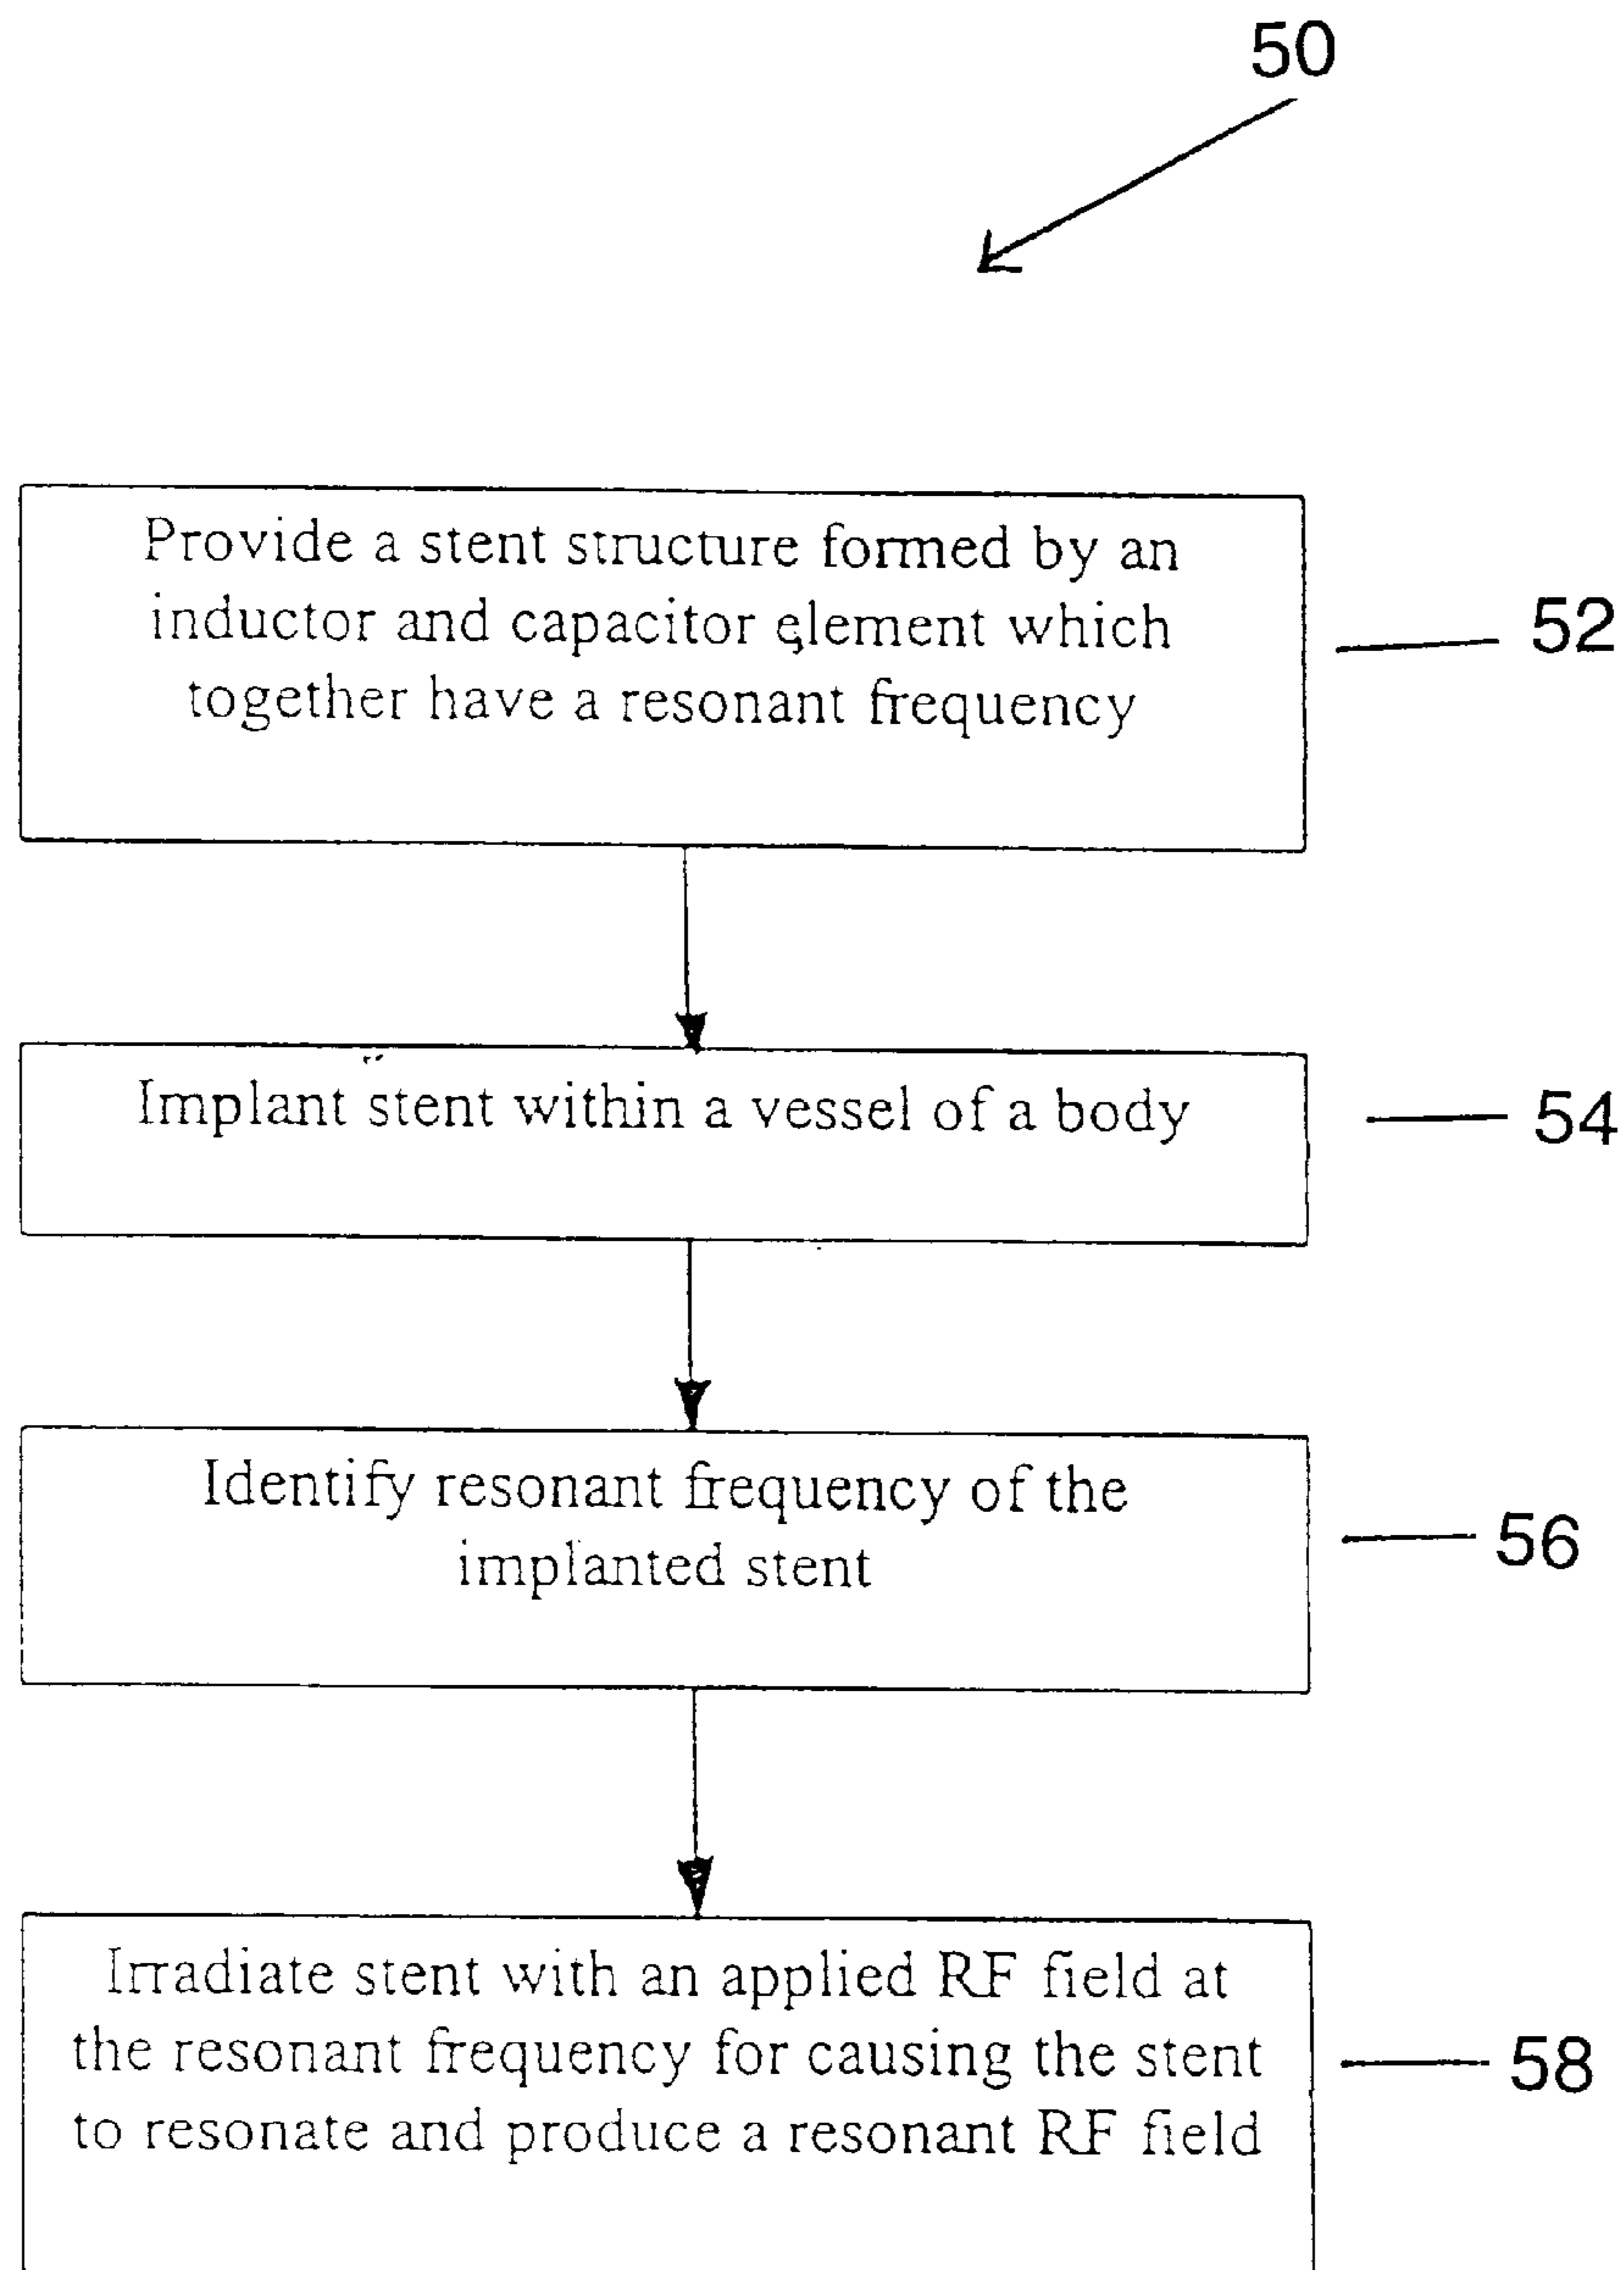 50
Provide a stent structure formed by an
inductor and capacitor element which
together have a resonant frequency
52
Implant stent within a vessel of a body
54
Identify resonant frequency of the
implanted stent
56
Irradiate stent with an applied RF field at
the resonant frequency for causing the stent
to resonate and produce a resonant RF field
58